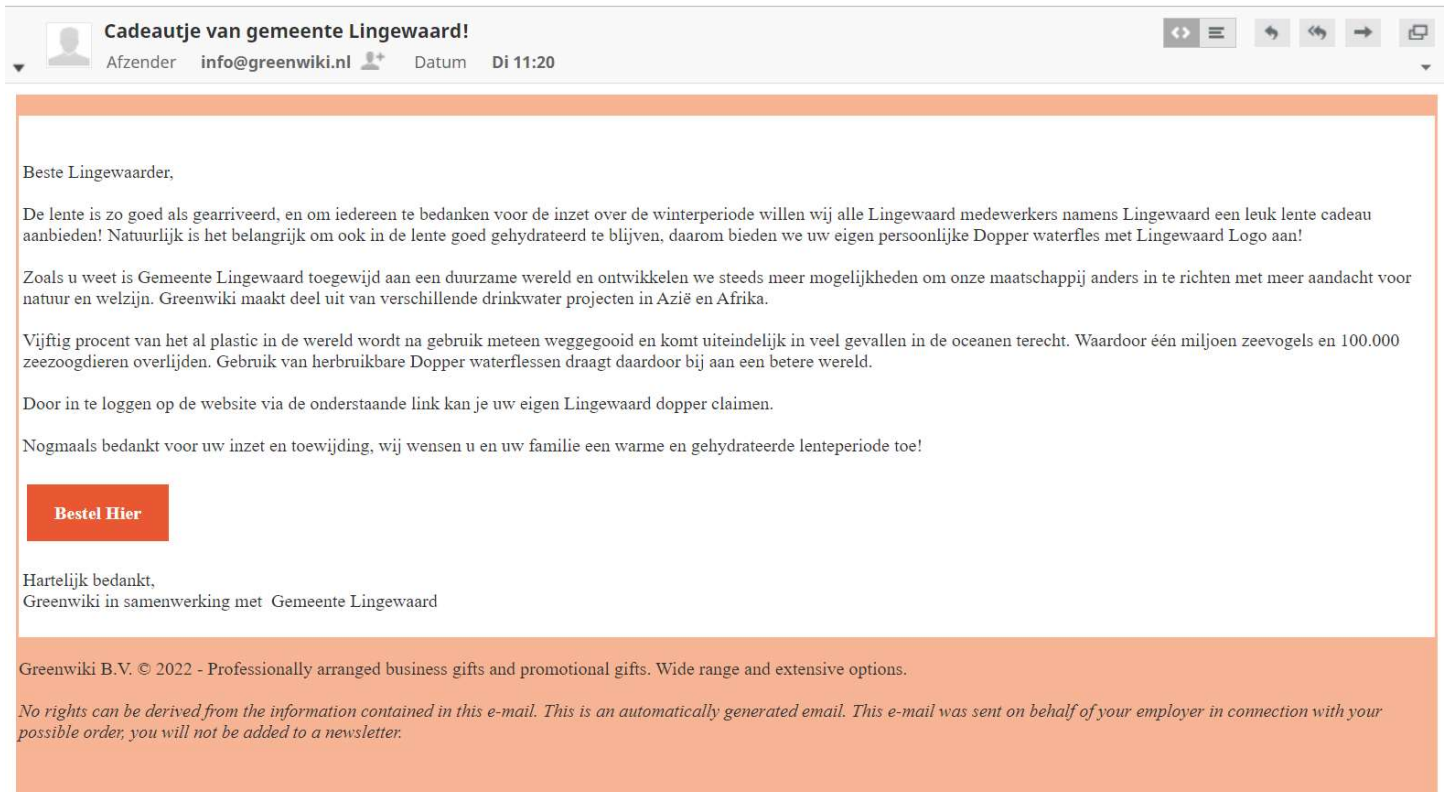 Cadeautje van gemeente Lingewaard!
Afzender info@greenwiki.nl Datum Di 11:20
Beste Lingewaarder,
De lente is zo goed als gearriveerd, en om iedereen te bedanken voor de inzet over de winterperiode willen wij alle Lingewaard medewerkers namens Lingewaard een leuk lente cadeau
aanbieden! Natuurlijk is het belangrijk om ook in de lente goed gehydrateerd te blijven, daarom bieden we uw eigen persoonlijke Dopper waterfles met Lingewaard Logo aan!
Zoals u weet is Gemeente Lingewaard toegewijd aan een duurzame wereld en ontwikkelen we steeds meer mogelijkheden om onze maatschappij anders in te richten met meer aandacht voor
natuur en welzijn. Greenwiki maakt deel uit van verschillende drinkwater projecten in Azië en Afrika.
Vijftig procent van het al plastic in de wereld wordt na gebruik meteen weggegooid en komt uiteindelijk in veel gevallen in de oceanen terecht. Waardoor één miljoen zeevogels en 100.000
zeezoogdieren overlijden. Gebruik van herbruikbare Dopper waterflessen draagt daardoor bij aan een betere wereld.
Door in te loggen op de website via de onderstaande link kan je uw eigen Lingewaard dopper claimen.
Nogmaals bedankt voor uw inzet en toewijding, wij wensen u en uw familie een warme en gehydrateerde lenteperiode toe!
Bestel Hier
Hartelijk bedankt,
Greenwiki in samenwerking met  Gemeente Lingewaard
Greenwiki B.V. © 2022 - Professionally arranged business gifts and promotional gifts. Wide range and extensive options.
No rights can be derived from the information contained in this e-mail. This is an automatically generated email. This e-mail was sent on behalf of your employer in connection with your
possible order, you will not be added to a newsletter.